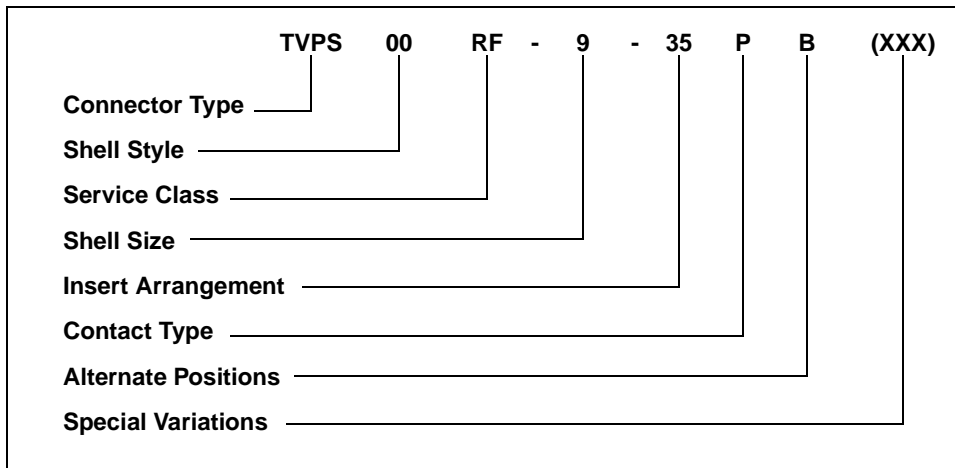 TVPS 00 RF - 9 - 35 P B (XXX)
Connector Type
Shell Style
Service Class
Shell Size
Insert Arrangement
Contact Type
Alternate Positions
Special Variations